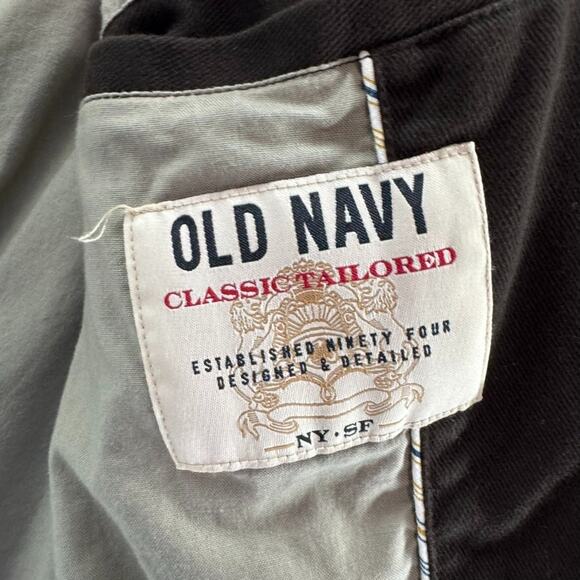 OLD NAVY
CLASSIC TAILORED
ESTABLISHED NINETY FOUR
DESIGNED & DETAILED
NY·SF